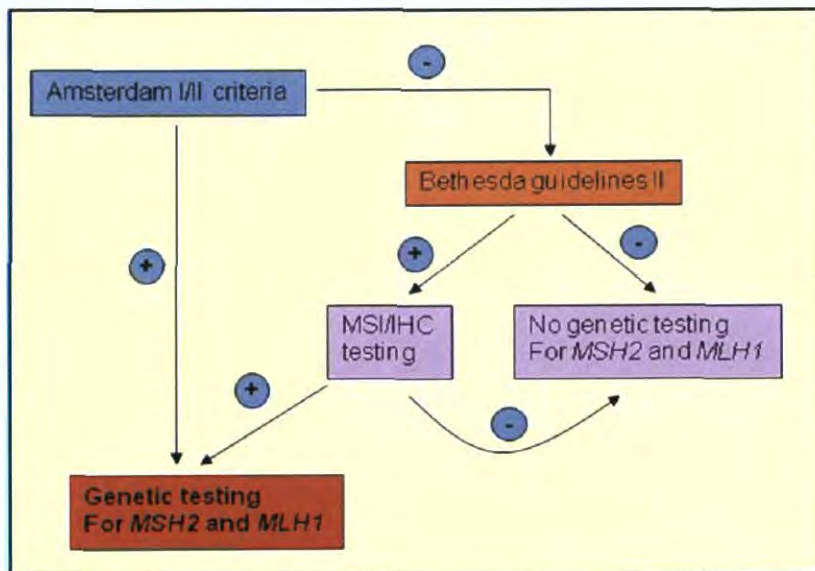 -
Amsterdam I/II criteria
Bethesda guidelines II
+
+
-
MSI/IHC
testing
No genetic testing
For MSH2 and MLH1
+
-
Genetic testing
For MSH2 and MLH1